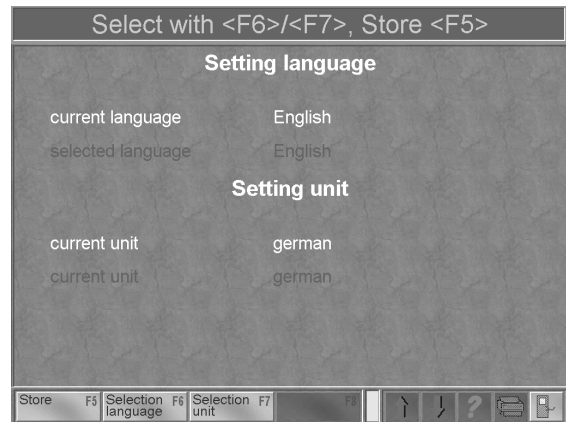 Select with <F6>/<F7>, Store <F5>
Setting language
current language English
selected language English
Setting unit
current unit german
current unit german
Store F5 Selection language F6 Selection unit F7 F8 ?